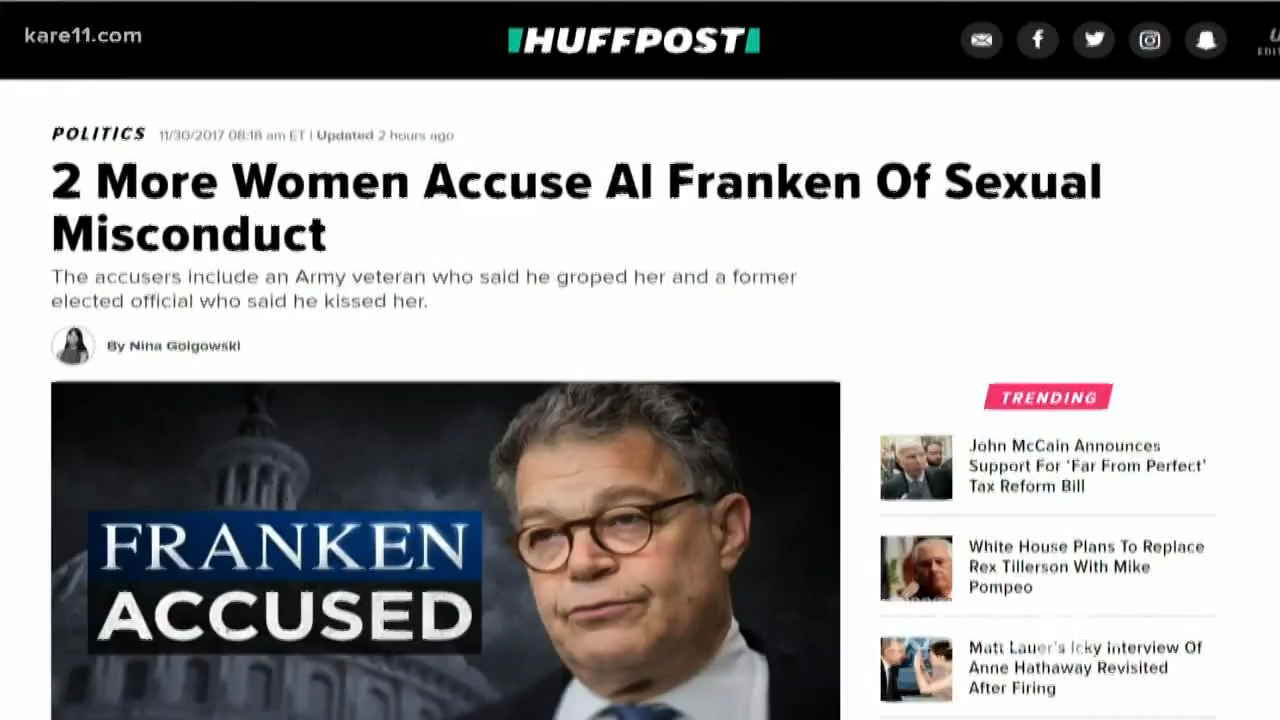 kare11.com
HUFFPOST
POLITICS 11/30/2017 08:18 am ET | Updated 2 hours ago
2 More Women Accuse Al Franken Of Sexual
Misconduct
The accusers include an Army veteran who said he groped her and a former
elected official who said he kissed her.
By Nina Golgowski
FRANKEN
ACCUSED
TRENDING
John McCain Announces
Support For 'Far From Perfect'
Tax Reform Bill
White House Plans To Replace
Rex Tillerson With Mike
Pompeo
Matt Lauer's Icky Interview Of
Anne Hathaway Revisited
After Firing